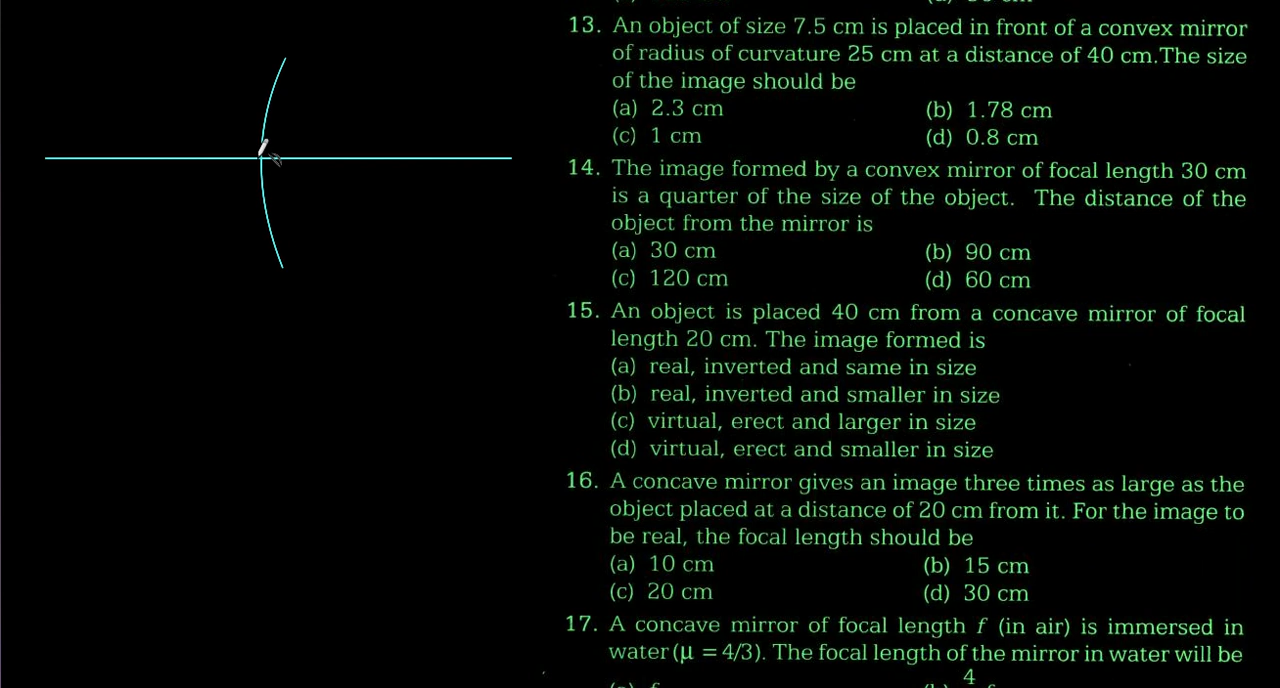 13. An object of size 7.5 cm is placed in front of a convex mirror
of radius of curvature 25 cm at a distance of 40 cm.The size
of the image should be
(a) 2.3 cm (b) 1.78 cm
(c) 1 cm (d) 0.8 cm
14. The image formed by a convex mirror of focal length 30 cm
is a quarter of the size of the object. The distance of the
object from the mirror is
(a) 30 cm (b) 90 cm
(c) 120 cm (d) 60 cm
15. An object is placed 40 cm from a concave mirror of focal
length 20 cm. The image formed is
(a) real, inverted and same in size
(b) real, inverted and smaller in size
(c) virtual, erect and larger in size
(d) virtual, erect and smaller in size
16. A concave mirror gives an image three times as large as the
object placed at a distance of 20 cm from it. For the image to
be real, the focal length should be
(a) 10 cm (b) 15 cm
(c) 20 cm (d) 30 cm
17. A concave mirror of focal length f (in air) is immersed in
water (μ = 4/3). The focal length of the mirror in water will be
4